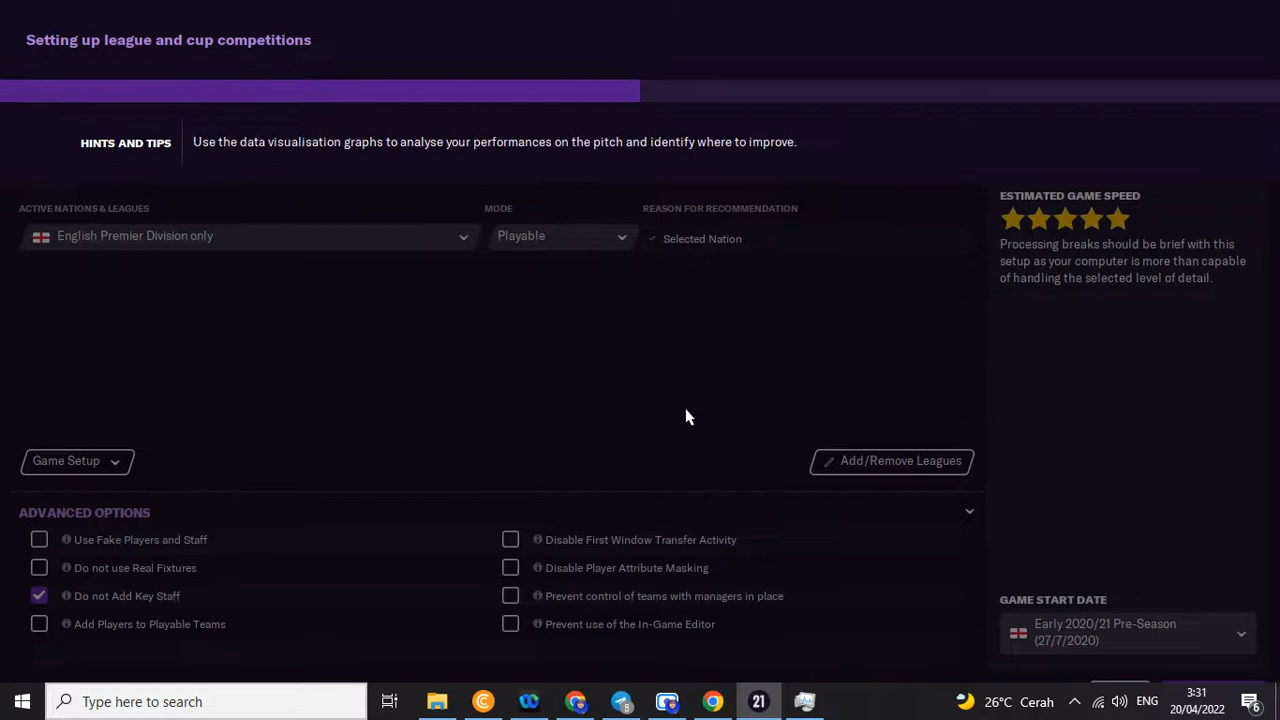 Setting up league and cup competitions
HINTS AND TIPS
Use the data visualisation graphs to analyse your performances on the pitch and identify where to improve.
ACTIVE NATIONS & LEAGUES
MODE
REASON FOR RECOMMENDATION
English Premier Division only
Playable
Selected Nation
ESTIMATED GAME SPEED
Processing breaks should be brief with this
setup as your computer is more than capable
of handling the selected level of detail.
Game Setup
Add/Remove Leagues
ADVANCED OPTIONS
Use Fake Players and Staff
Disable First Window Transfer Activity
Do not use Real Fixtures
Disable Player Attribute Masking
Do not Add Key Staff
Prevent control of teams with managers in place
Add Players to Playable Teams
Prevent use of the In-Game Editor
GAME START DATE
Early 2020/21 Pre-Season
(27/7/2020)
Type here to search
8
21
26°C Cerah
ENG
3:31
20/04/2022
6